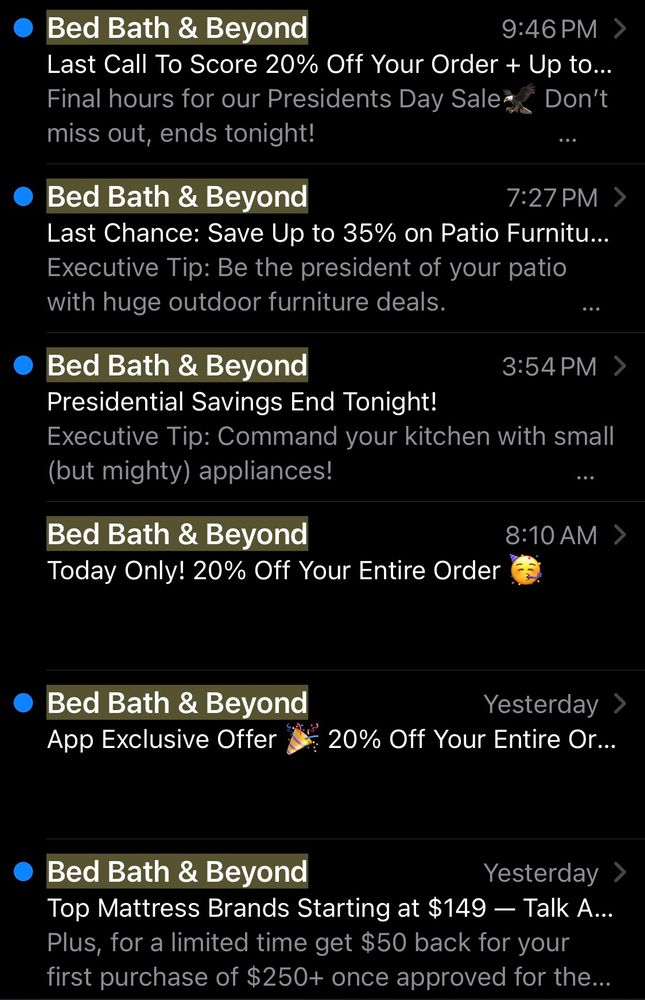 Bed Bath & Beyond 9:46 PM
Last Call To Score 20% Off Your Order + Up to...
Final hours for our Presidents Day Sale🦅 Don’t
miss out, ends tonight! ...
Bed Bath & Beyond 7:27 PM
Last Chance: Save Up to 35% on Patio Furnitu...
Executive Tip: Be the president of your patio
with huge outdoor furniture deals. ...
Bed Bath & Beyond 3:54 PM
Presidential Savings End Tonight!
Executive Tip: Command your kitchen with small
(but mighty) appliances! ...
Bed Bath & Beyond 8:10 AM
Today Only! 20% Off Your Entire Order 🥳
Bed Bath & Beyond Yesterday
App Exclusive Offer 🎉 20% Off Your Entire Or...
Bed Bath & Beyond Yesterday
Top Mattress Brands Starting at $149 — Talk A...
Plus, for a limited time get $50 back for your
first purchase of $250+ once approved for the...